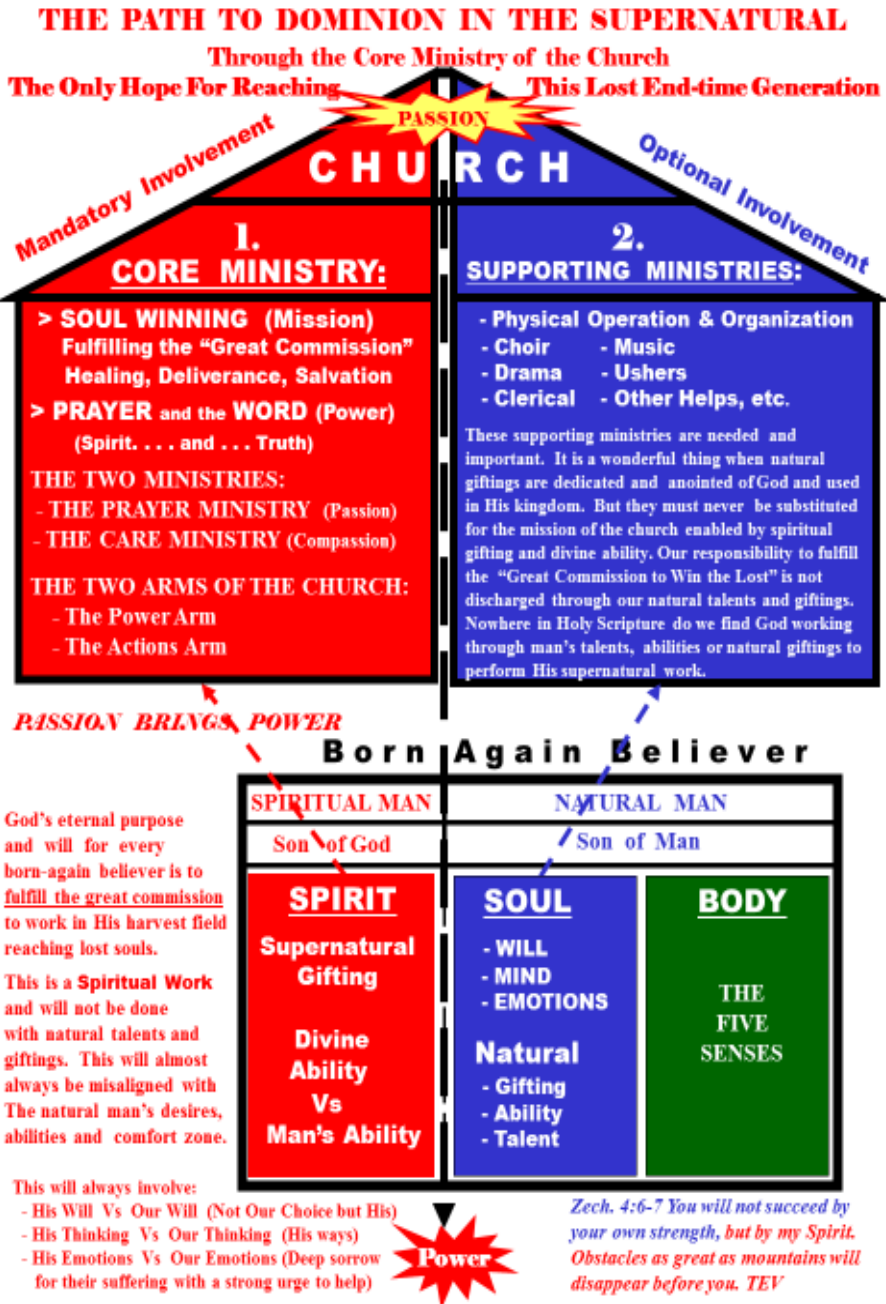 THE PATH TO DOMINION IN THE SUPERNATURAL
Through the Core Ministry of the Church
The Only Hope For Reaching This Lost End-time Generation
PASSION
Mandatory Involvement
Optional Involvement
CHURCH
1.
CORE MINISTRY:
> SOUL WINNING (Mission)
Fulfilling the “Great Commission”
Healing, Deliverance, Salvation
> PRAYER and the WORD (Power)
(Spirit. . . . and . . . Truth)
THE TWO MINISTRIES:
- THE PRAYER MINISTRY (Passion)
- THE CARE MINISTRY (Compassion)
THE TWO ARMS OF THE CHURCH:
- The Power Arm
- The Actions Arm
2.
SUPPORTING MINISTRIES:
- Physical Operation & Organization
- Choir - Music
- Drama - Ushers
- Clerical - Other Helps, etc.
These supporting ministries are needed and
important. It is a wonderful thing when natural
giftings are dedicated and anointed of God and used
in His kingdom. But they must never be substituted
for the mission of the church enabled by spiritual
gifting and divine ability. Our responsibility to fulfill
the “Great Commission to Win the Lost” is not
discharged through our natural talents and giftings.
Nowhere in Holy Scripture do we find God working
through man’s talents, abilities or natural giftings to
perform His supernatural work.
PASSION BRINGS POWER
Born Again Believer
SPIRITUAL MAN
NATURAL MAN
Son of God
Son of Man
God’s eternal purpose
and will for every
born-again believer is to
fulfill the great commission
to work in His harvest field
reaching lost souls.
This is a Spiritual Work
and will not be done
with natural talents and
giftings. This will almost
always be misaligned with
The natural man’s desires,
abilities and comfort zone.
SPIRIT
Supernatural
Gifting
Divine
Ability
Vs
Man’s Ability
SOUL
- WILL
- MIND
- EMOTIONS
Natural
- Gifting
- Ability
- Talent
BODY
THE
FIVE
SENSES
This will always involve:
- His Will Vs Our Will (Not Our Choice but His)
- His Thinking Vs Our Thinking (His ways)
- His Emotions Vs Our Emotions (Deep sorrow
for their suffering with a strong urge to help)
Power
Zech. 4:6-7 You will not succeed by
your own strength, but by my Spirit.
Obstacles as great as mountains will
disappear before you. TEV